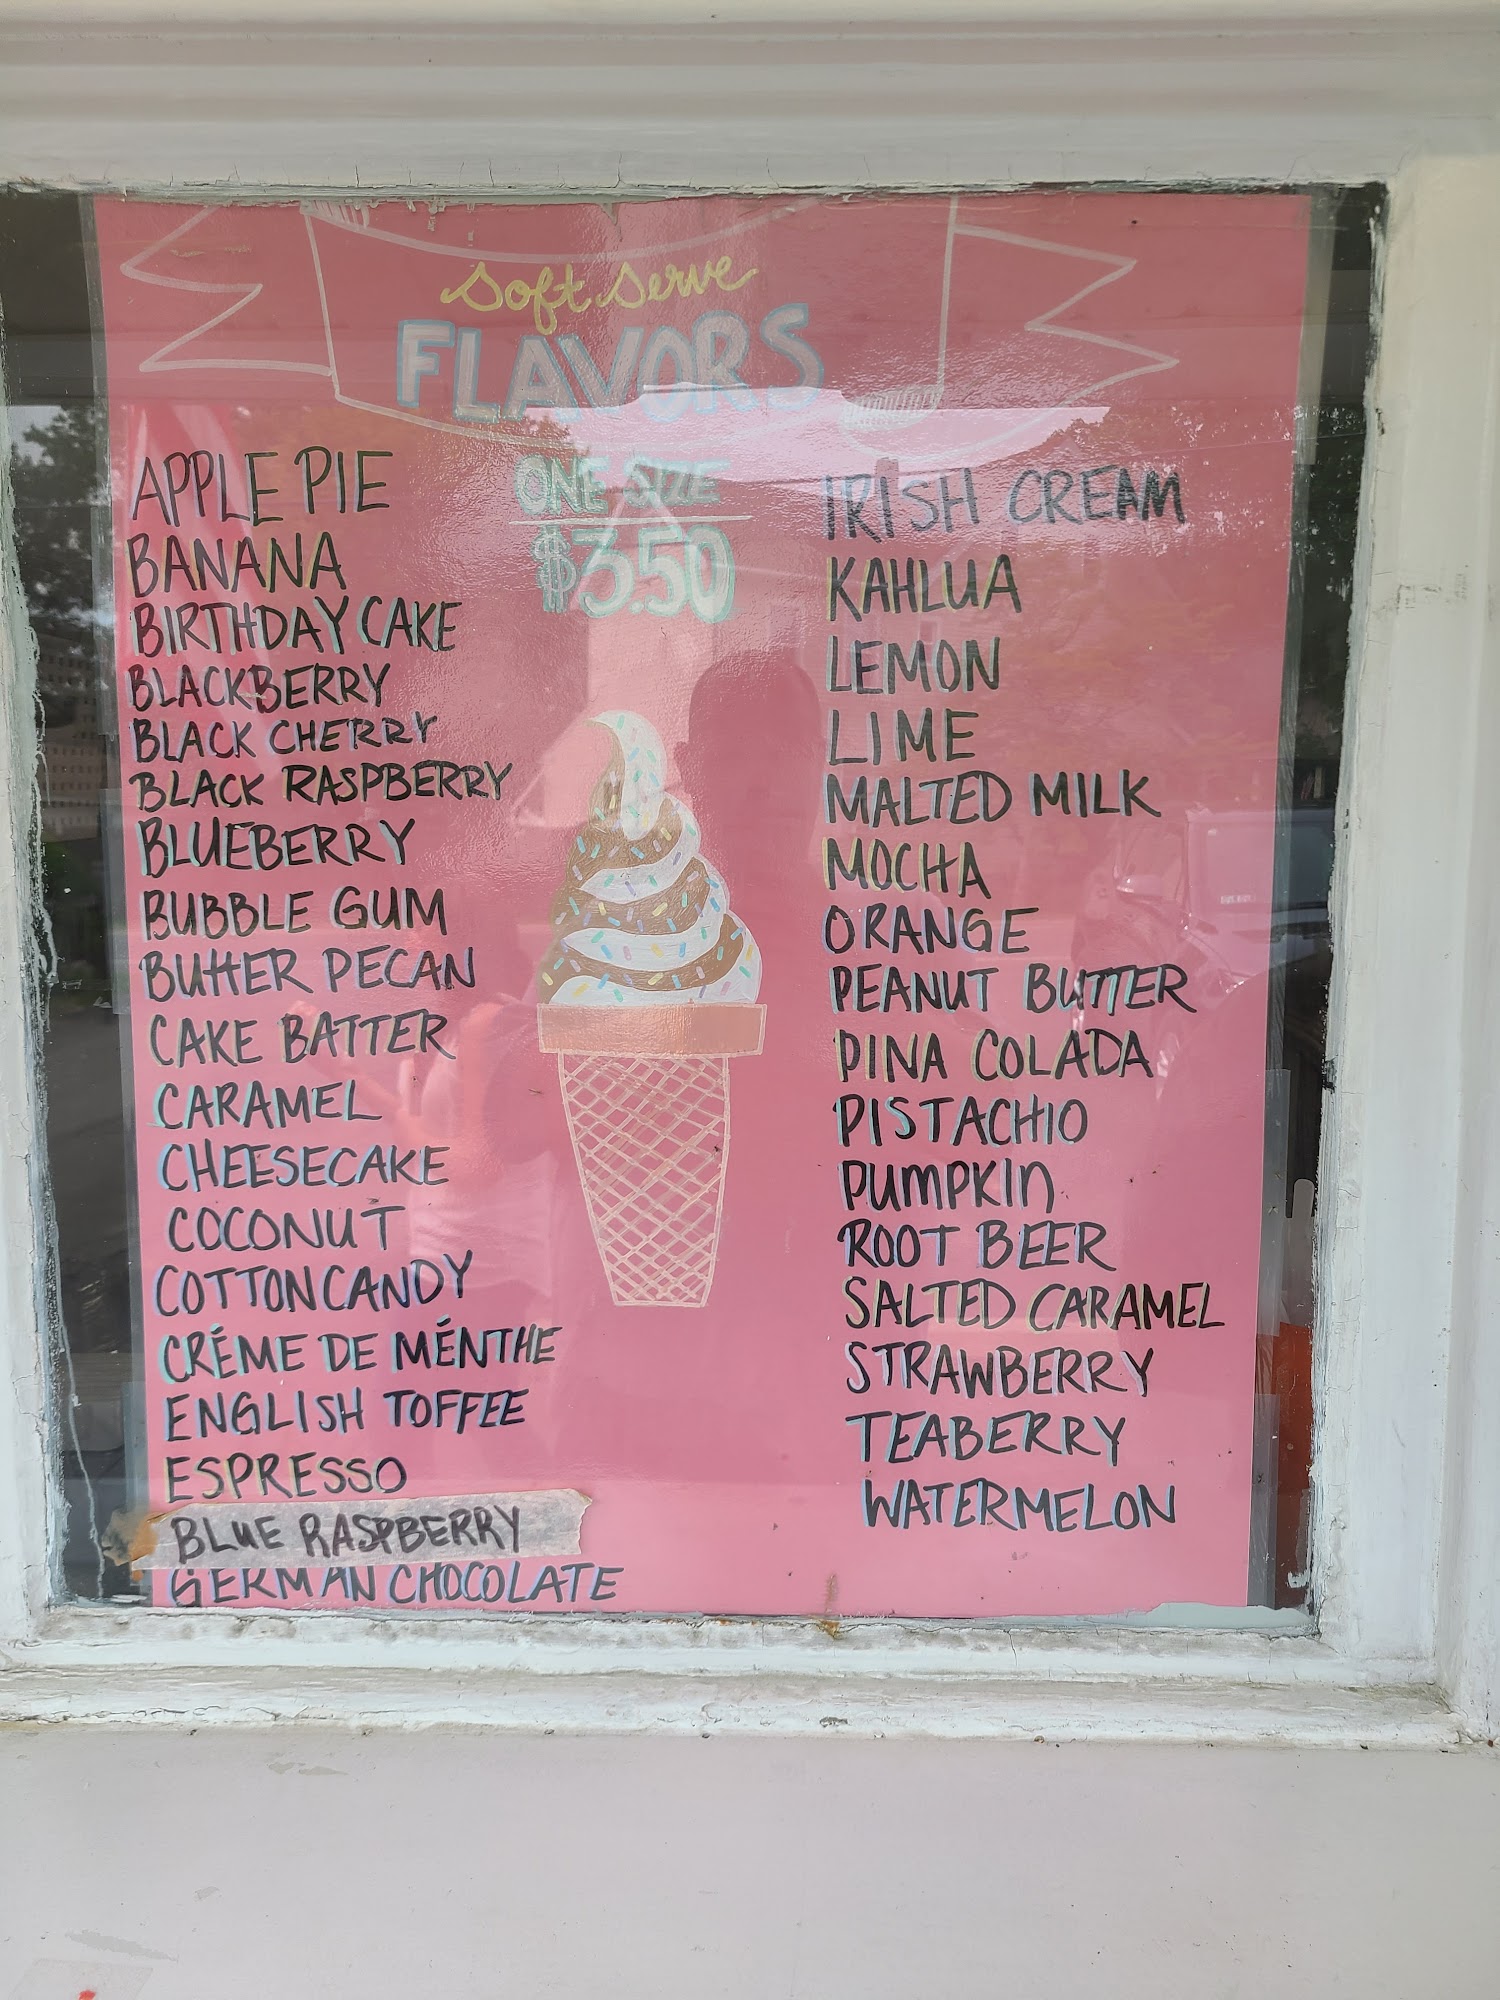 soft serve
FLAVORS
ONE SIZE
$3.50
APPLE PIE
BANANA
BIRTHDAY CAKE
BLACKBERRY
BLACK CHERRY
BLACK RASPBERRY
BLUEBERRY
BUBBLE GUM
BUTTER PECAN
CAKE BATTER
CARAMEL
CHEESECAKE
COCONUT
COTTON CANDY
CRÉME DE MÉNTHE
ENGLISH TOFFEE
ESPRESSO
BLUE RASPBERRY
GERMAN CHOCOLATE
IRISH CREAM
KAHLUA
LEMON
LIME
MALTED MILK
MOCHA
ORANGE
PEANUT BUTTER
PINA COLADA
PISTACHIO
PUMPKIN
ROOT BEER
SALTED CARAMEL
STRAWBERRY
TEABERRY
WATERMELON